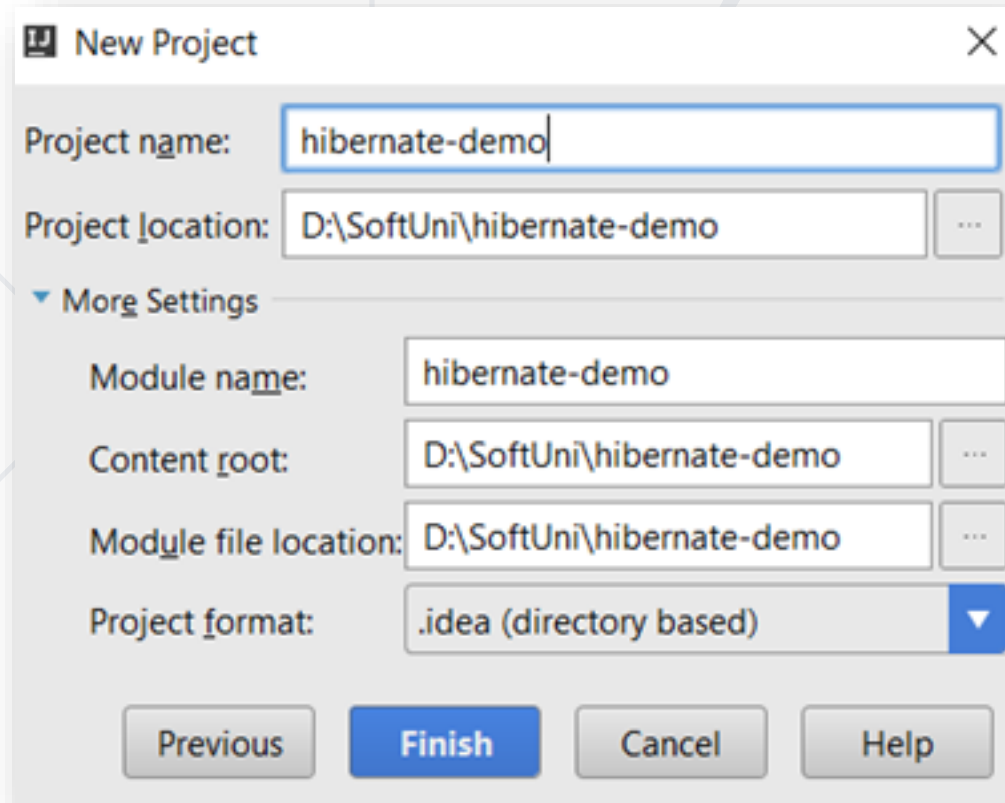 IJ New Project
Project name: hibernate-demo
Project location: D:\SoftUni\hibernate-demo ...
More Settings
Module name: hibernate-demo
Content root: D:\SoftUni\hibernate-demo ...
Module file location: D:\SoftUni\hibernate-demo ...
Project format: .idea (directory based)
Previous Finish Cancel Help